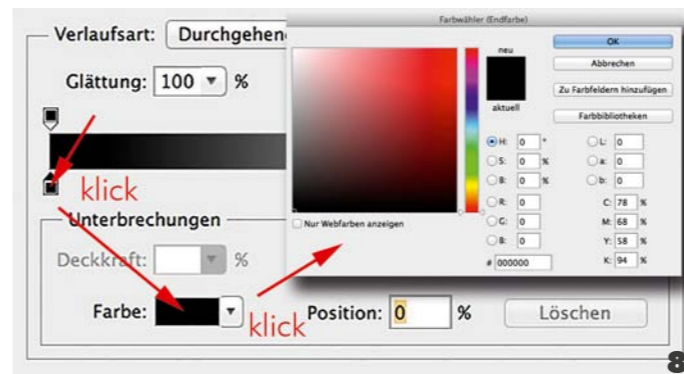 Farbwähler (Endfarbe)
Verlaufsart: Durchgehen
Glättung: 100 %
klick
Unterbrechungen
Deckkraft: %
Farbe: klick Position: 0 % Löschen
neu
aktuell
OK
Abbrechen
Zu Farbfeldern hinzufügen
Farbbibliotheken
H: 0 ° L: 0
S: 0 % a: 0
B: 0 % b: 0
R: 0 C: 78 %
G: 0 M: 68 %
B: 0 Y: 58 %
# 000000 K: 94 %
Nur Webfarben anzeigen
8